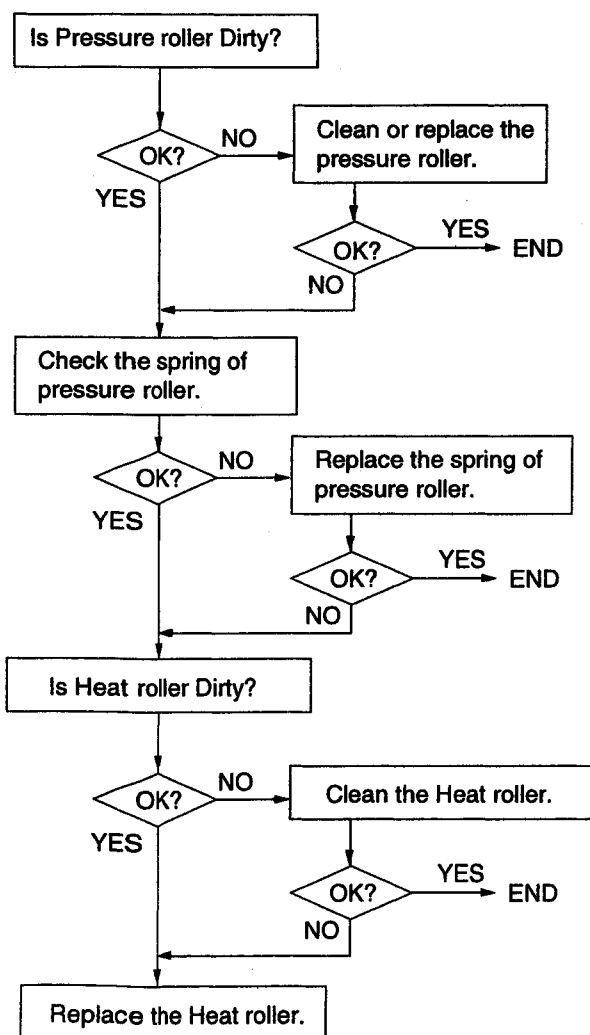 Is Pressure roller Dirty?
OK?
NO
Clean or replace the
pressure roller.
YES
OK?
YES
END
NO
Check the spring of
pressure roller.
OK?
NO
Replace the spring of
pressure roller.
YES
OK?
YES
END
NO
Is Heat roller Dirty?
OK?
NO
Clean the Heat roller.
YES
OK?
YES
END
NO
Replace the Heat roller.